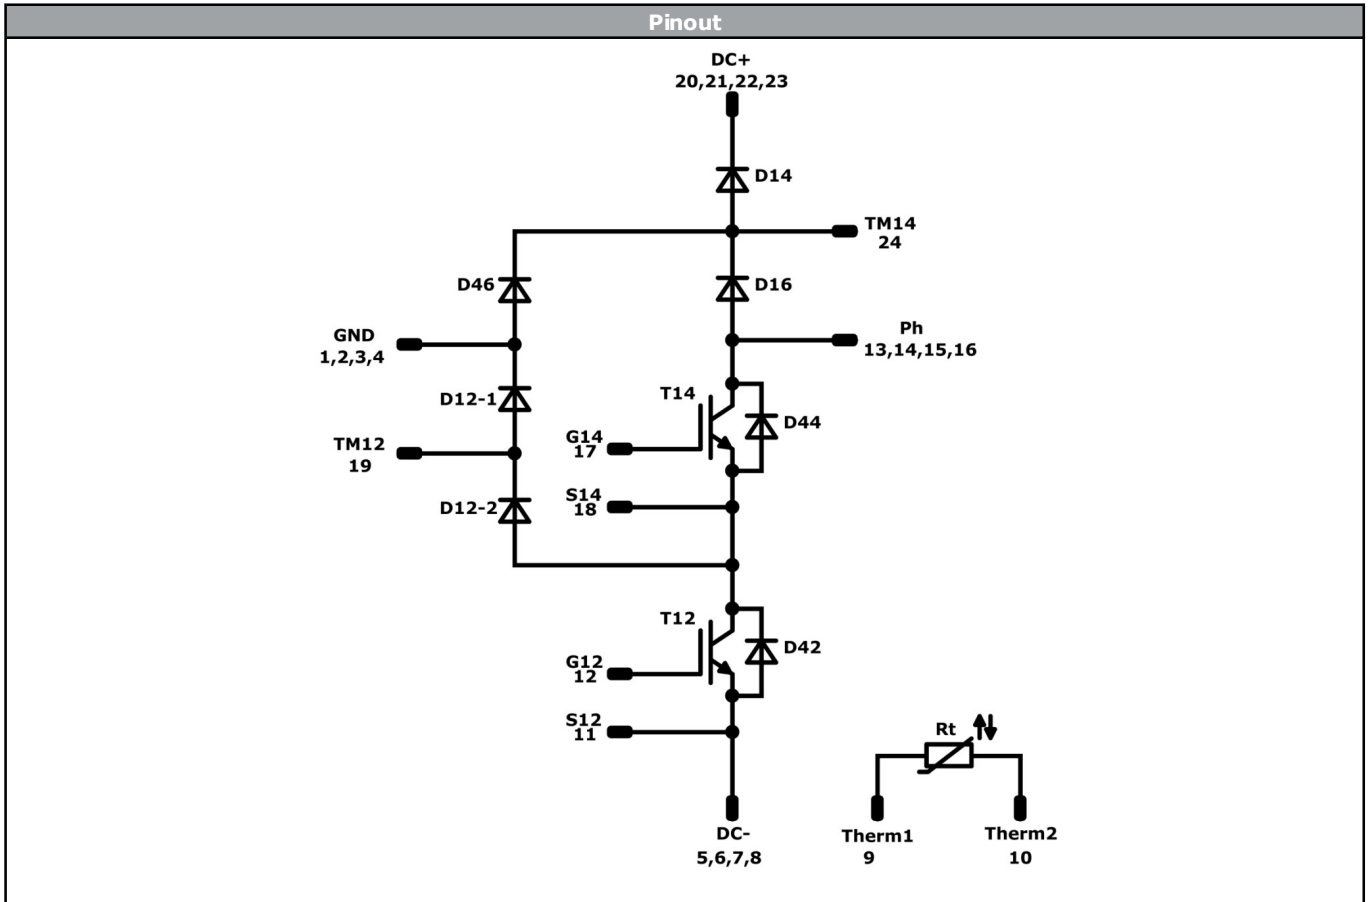 Pinout
DC+
20,21,22,23
D14
TM14
24
D46
D16
GND
1,2,3,4
Ph
13,14,15,16
D12-1
T14
D44
TM12
19
G14
17
D12-2
S14
18
T12
D42
G12
12
S12
11
Rt
DC-
5,6,7,8
Therm1
9
Therm2
10